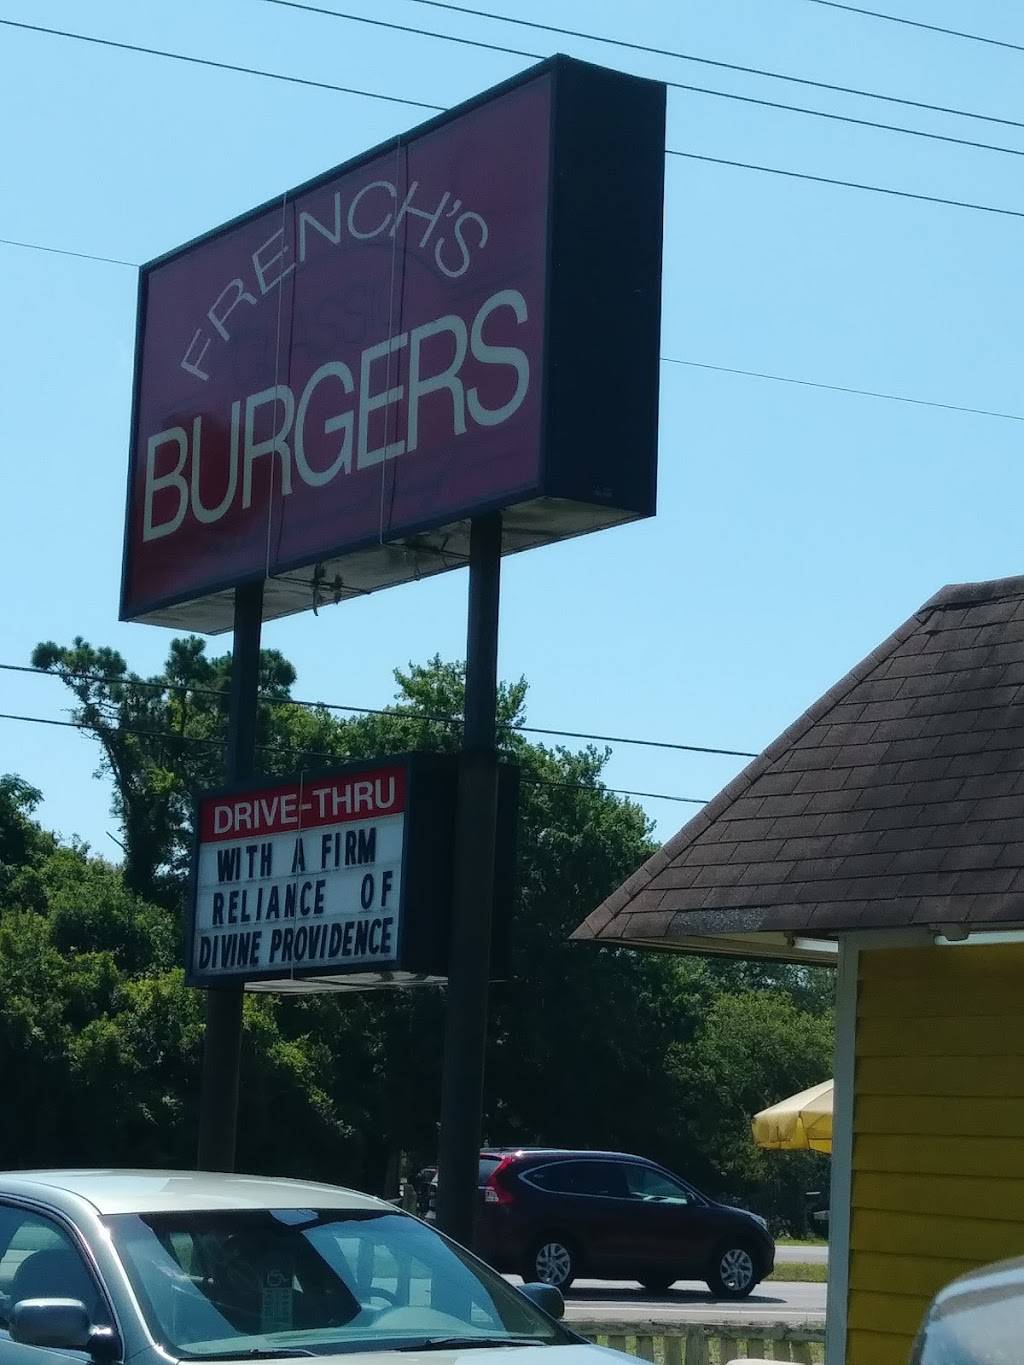 FRENCH'S
BURGERS
DRIVE-THRU
WITH A FIRM
RELIANCE OF
DIVINE PROVIDENCE